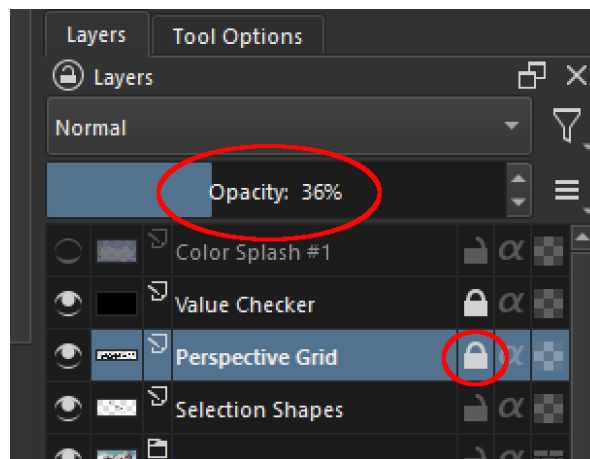 Layers Tool Options
Layers
Normal
Opacity: 36%
Color Splash #1 α
Value Checker α
Perspective Grid α
Selection Shapes α